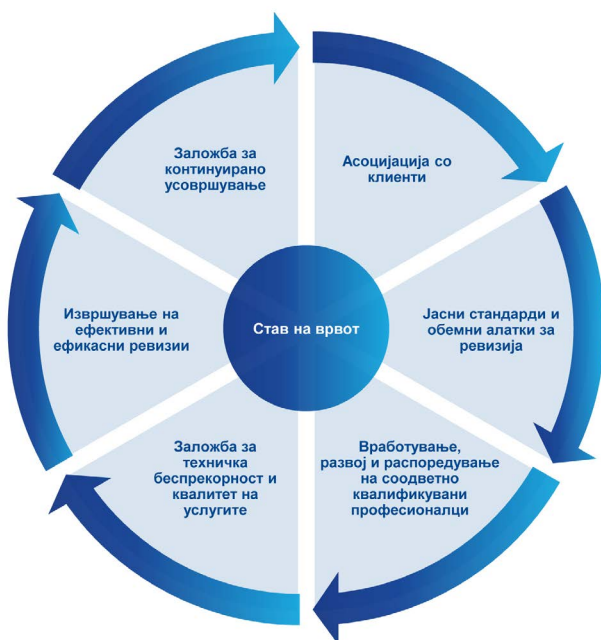 Заложба за
континуирано
усовршување
Асоцијација со
клиенти
Извршување на
ефективни и
ефикасни ревизии
Став на врвот
Јасни стандарди и
обемни алатки за
ревизија
Заложба за
техничка
беспрекорност и
квалитет на
услугите
Вработување,
развој и распоредување
на соодветно
квалификувани
професионалци